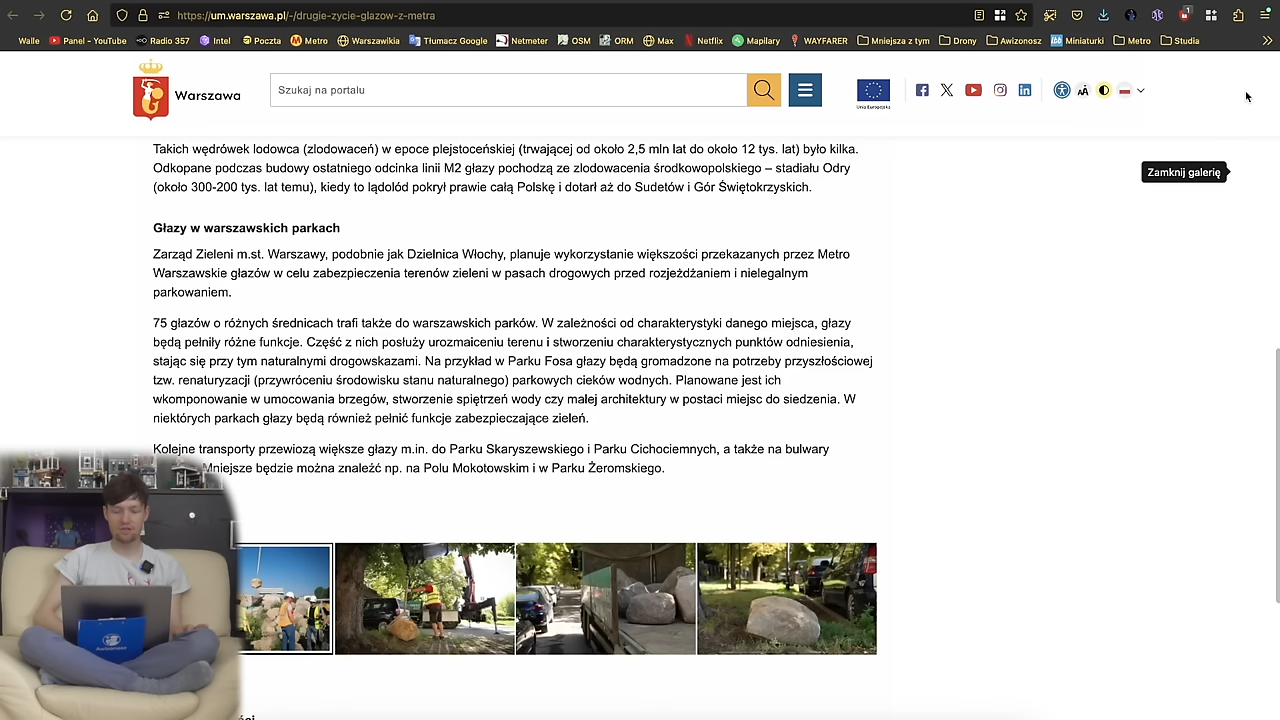 https://um.warszawa.pl/-/drugie-zycie-glazow-z-metra
1
Walle Panel - YouTube Radio 357 Intel Poczta Metro Warszawikia Tłumacz Google Netmeter OSM ORM Max Netflix Mapilary WAYFARER Mniejsza z tym Drony Awizonosz Miniaturki Metro Studia
Warszawa
Szukaj na portalu
Unia Europejska
Takich wędrówek lodowca (zlodowaceń) w epoce plejstoceńskiej (trwającej od około 2,5 mln lat do około 12 tys. lat) było kilka.
Odkopane podczas budowy ostatniego odcinka linii M2 głazy pochodzą ze zlodowacenia środkowopolskiego – stadiału Odry
(około 300-200 tys. lat temu), kiedy to lądolód pokrył prawie całą Polskę i dotarł aż do Sudetów i Gór Świętokrzyskich.
Zamknij galerię
Głazy w warszawskich parkach
Zarząd Zieleni m.st. Warszawy, podobnie jak Dzielnica Włochy, planuje wykorzystanie większości przekazanych przez Metro
Warszawskie głazów w celu zabezpieczenia terenów zieleni w pasach drogowych przed rozjeżdżaniem i nielegalnym
parkowaniem.
75 głazów o różnych średnicach trafi także do warszawskich parków. W zależności od charakterystyki danego miejsca, głazy
będą pełniły różne funkcje. Część z nich posłuży urozmaiceniu terenu i stworzeniu charakterystycznych punktów odniesienia,
stając się przy tym naturalnymi drogowskazami. Na przykład w Parku Fosa głazy będą gromadzone na potrzeby przyszłościowej
tzw. renaturyzacji (przywróceniu środowisku stanu naturalnego) parkowych cieków wodnych. Planowane jest ich
wkomponowanie w umocowania brzegów, stworzenie spiętrzeń wody czy małej architektury w postaci miejsc do siedzenia. W
niektórych parkach głazy będą również pełnić funkcje zabezpieczające zieleń.
Kolejne transporty przewiozą większe głazy m.in. do Parku Skaryszewskiego i Parku Cichociemnych, a także na bulwary
Mniejsze będzie można znaleźć np. na Polu Mokotowskim i w Parku Żeromskiego.